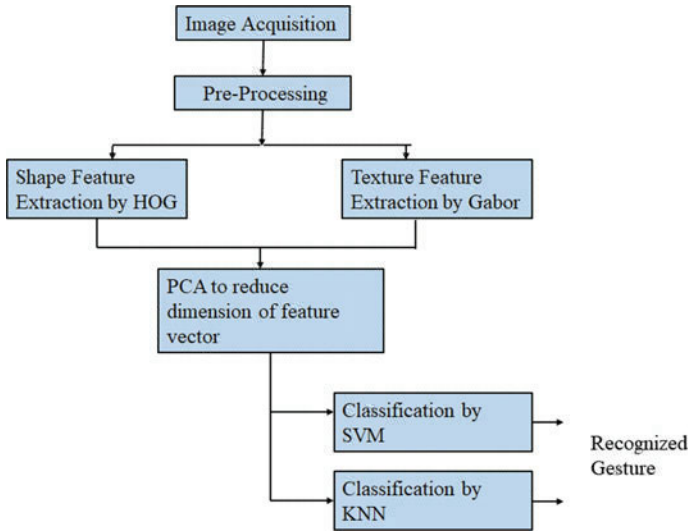 Image Acquisition
Pre-Processing
Shape Feature
Extraction by HOG
Texture Feature
Extraction by Gabor
PCA to reduce
dimension of feature
vector
Classification by
SVM
Recognized
Gesture
Classification by
KNN